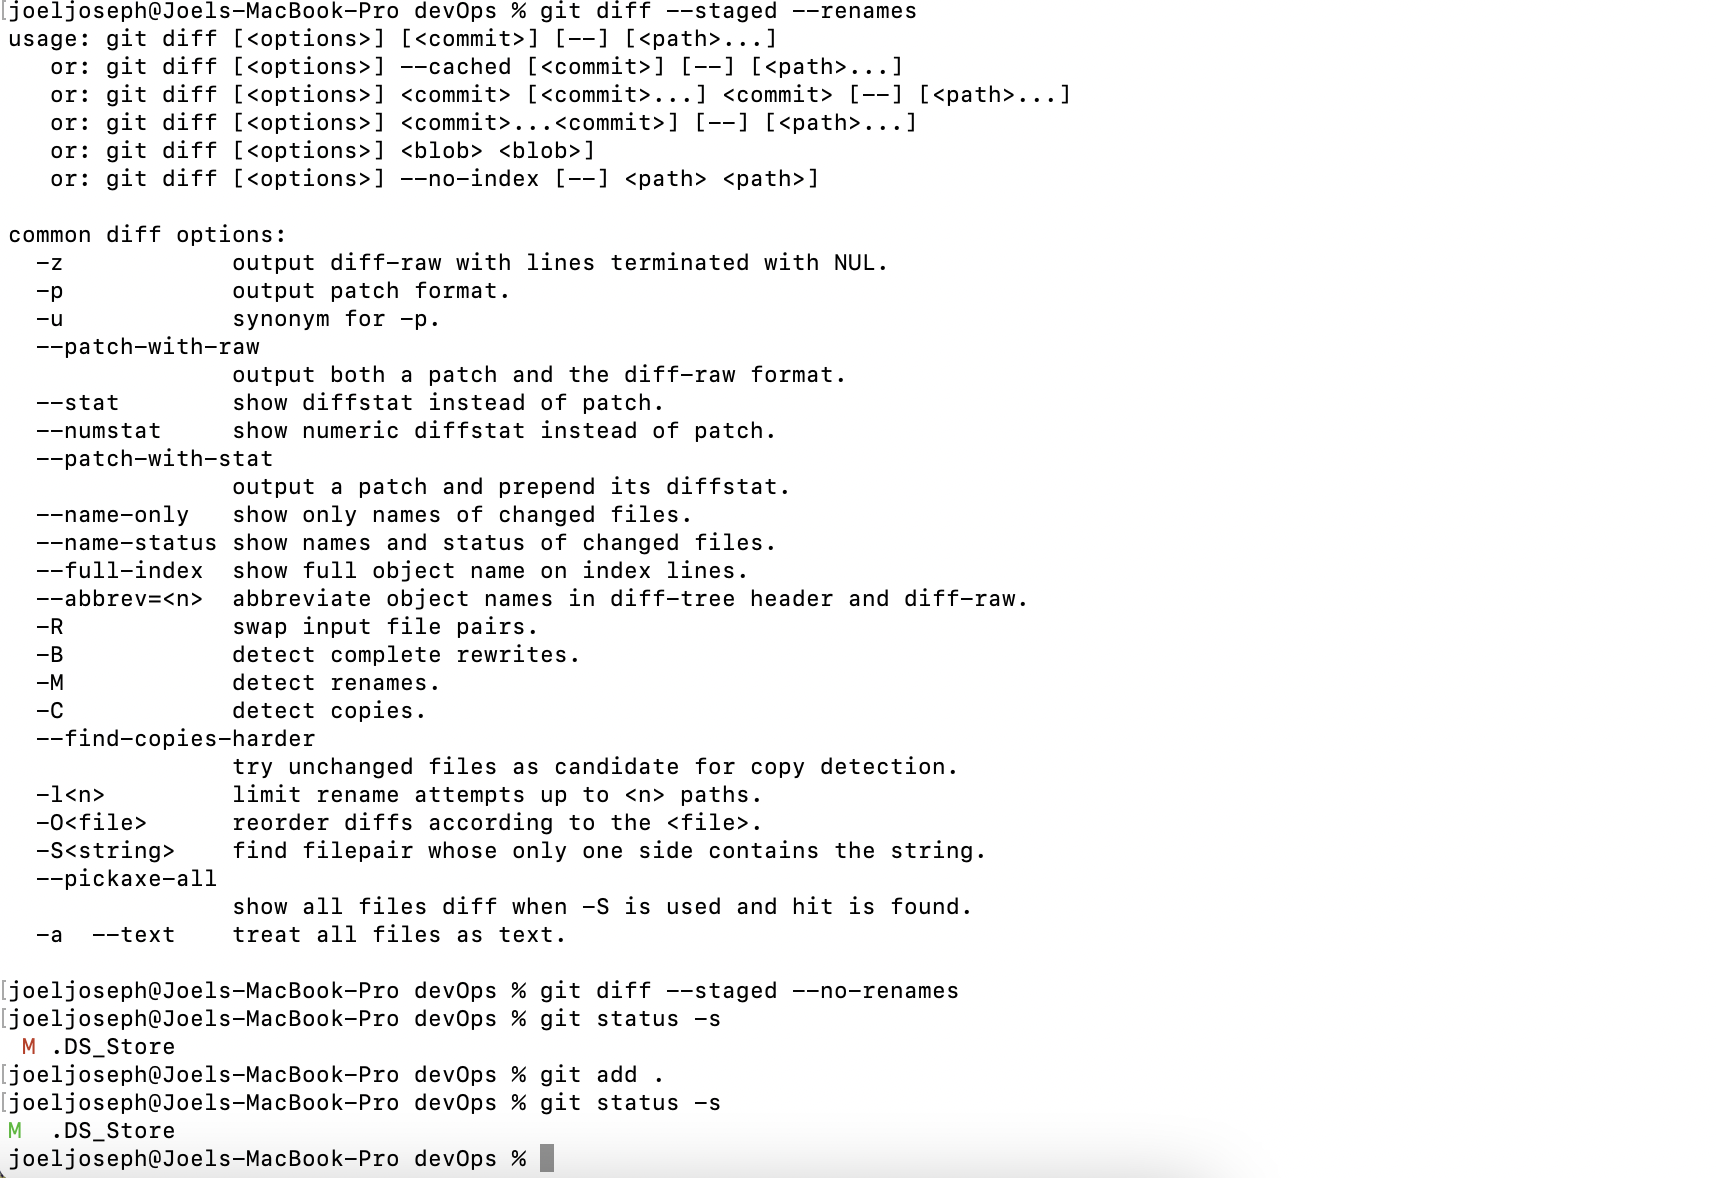 [joeljoseph@Joels-MacBook-Pro devOps % git diff --staged --renames
usage: git diff [<options>] [<commit>] [--] [<path>...]
   or: git diff [<options>] --cached [<commit>] [--] [<path>...]
   or: git diff [<options>] <commit> [<commit>...] <commit> [--] [<path>...]
   or: git diff [<options>] <commit>...<commit>] [--] [<path>...]
   or: git diff [<options>] <blob> <blob>]
   or: git diff [<options>] --no-index [--] <path> <path>]

common diff options:
  -z            output diff-raw with lines terminated with NUL.
  -p            output patch format.
  -u            synonym for -p.
  --patch-with-raw
                output both a patch and the diff-raw format.
  --stat        show diffstat instead of patch.
  --numstat     show numeric diffstat instead of patch.
  --patch-with-stat
                output a patch and prepend its diffstat.
  --name-only   show only names of changed files.
  --name-status show names and status of changed files.
  --full-index  show full object name on index lines.
  --abbrev=<n>  abbreviate object names in diff-tree header and diff-raw.
  -R            swap input file pairs.
  -B            detect complete rewrites.
  -M            detect renames.
  -C            detect copies.
  --find-copies-harder
                try unchanged files as candidate for copy detection.
  -l<n>         limit rename attempts up to <n> paths.
  -O<file>      reorder diffs according to the <file>.
  -S<string>    find filepair whose only one side contains the string.
  --pickaxe-all
                show all files diff when -S is used and hit is found.
  -a  --text    treat all files as text.

[joeljoseph@Joels-MacBook-Pro devOps % git diff --staged --no-renames
[joeljoseph@Joels-MacBook-Pro devOps % git status -s
 M .DS_Store
[joeljoseph@Joels-MacBook-Pro devOps % git add .
[joeljoseph@Joels-MacBook-Pro devOps % git status -s
M  .DS_Store
joeljoseph@Joels-MacBook-Pro devOps %